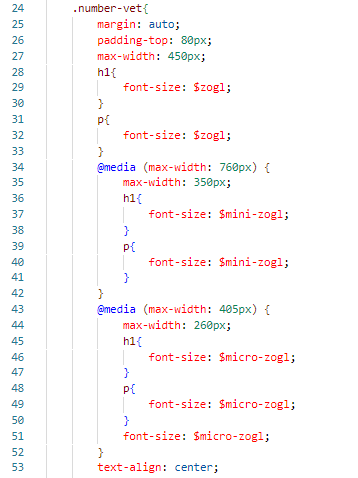 24 .number-vet{
25 margin: auto;
26 padding-top: 80px;
27 max-width: 450px;
28 h1{
29 font-size: $zogl;
30 }
31 p{
32 font-size: $zogl;
33 }
34 @media (max-width: 760px) {
35 max-width: 350px;
36 h1{
37 font-size: $mini-zogl;
38 }
39 p{
40 font-size: $mini-zogl;
41 }
42 }
43 @media (max-width: 405px) {
44 max-width: 260px;
45 h1{
46 font-size: $micro-zogl;
47 }
48 p{
49 font-size: $micro-zogl;
50 }
51 font-size: $micro-zogl;
52 }
53 text-align: center;